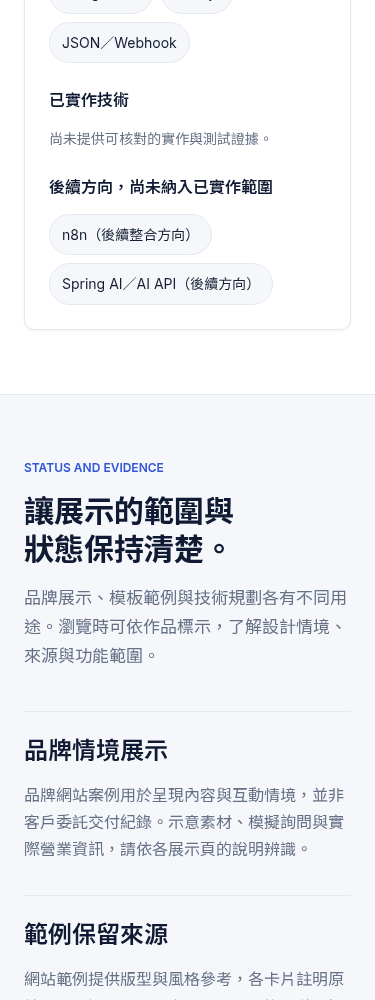 JSON／Webhook
已實作技術
尚未提供可核對的實作與測試證據。
後續方向，尚未納入已實作範圍
n8n（後續整合方向）
Spring AI／AI API（後續方向）
STATUS AND EVIDENCE
讓展示的範圍與
狀態保持清楚。
品牌展示、模板範例與技術規劃各有不同用
途。瀏覽時可依作品標示，了解設計情境、
來源與功能範圍。
品牌情境展示
品牌網站案例用於呈現內容與互動情境，並非
客戶委託交付紀錄。示意素材、模擬詢問與實
際營業資訊，請依各展示頁的說明辨識。
範例保留來源
網站範例提供版型與風格參考，各卡片註明原